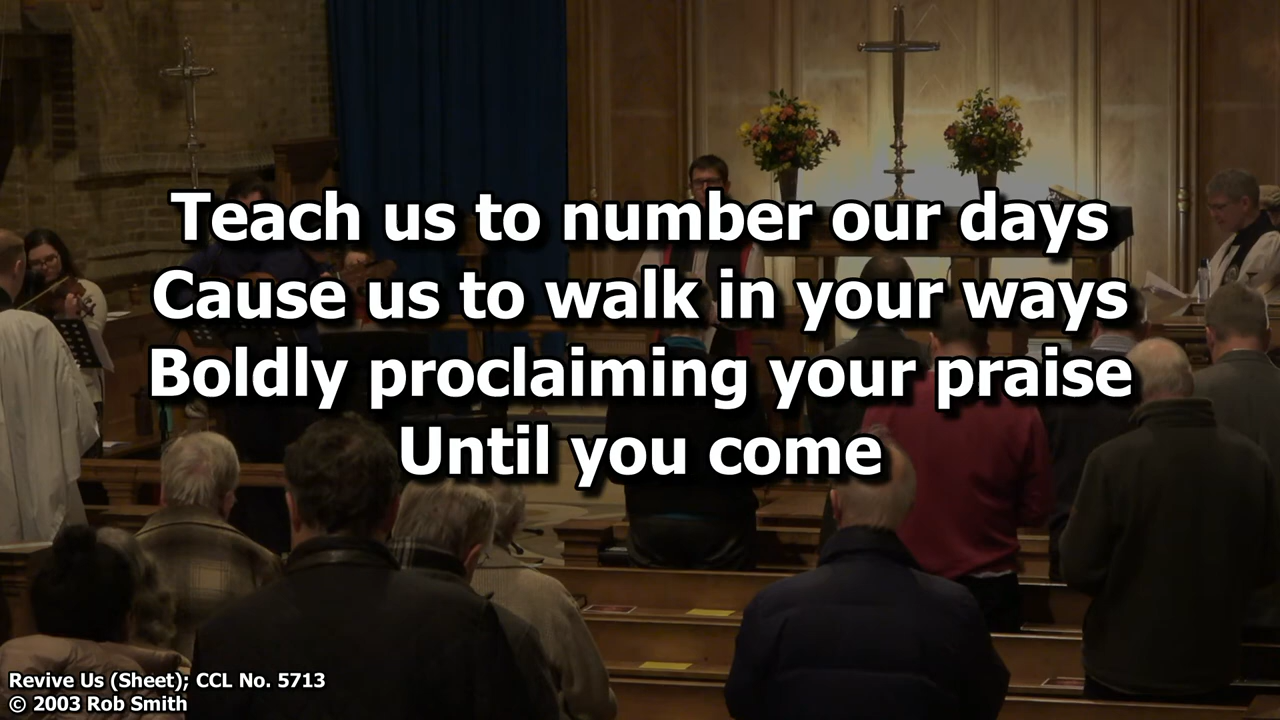 Teach us to number our days
Cause us to walk in your ways
Boldly proclaiming your praise
Until you come
Revive Us (Sheet); CCL No. 5713
© 2003 Rob Smith